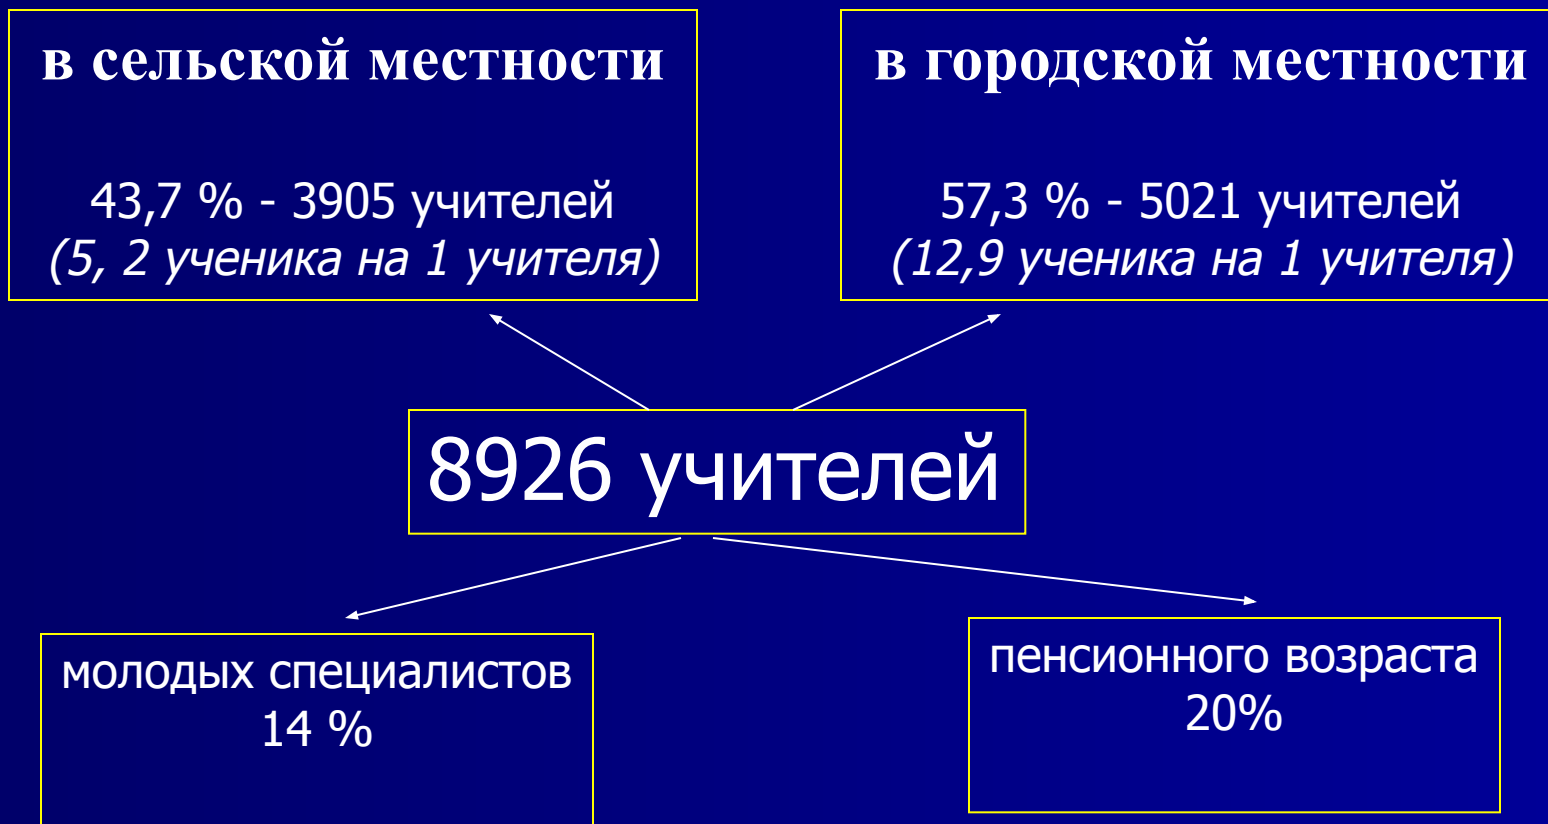 в сельской местности
43,7 % - 3905 учителей
(5, 2 ученика на 1 учителя)
в городской местности
57,3 % - 5021 учителей
(12,9 ученика на 1 учителя)
8926 учителей
молодых специалистов
14 %
пенсионного возраста
20%